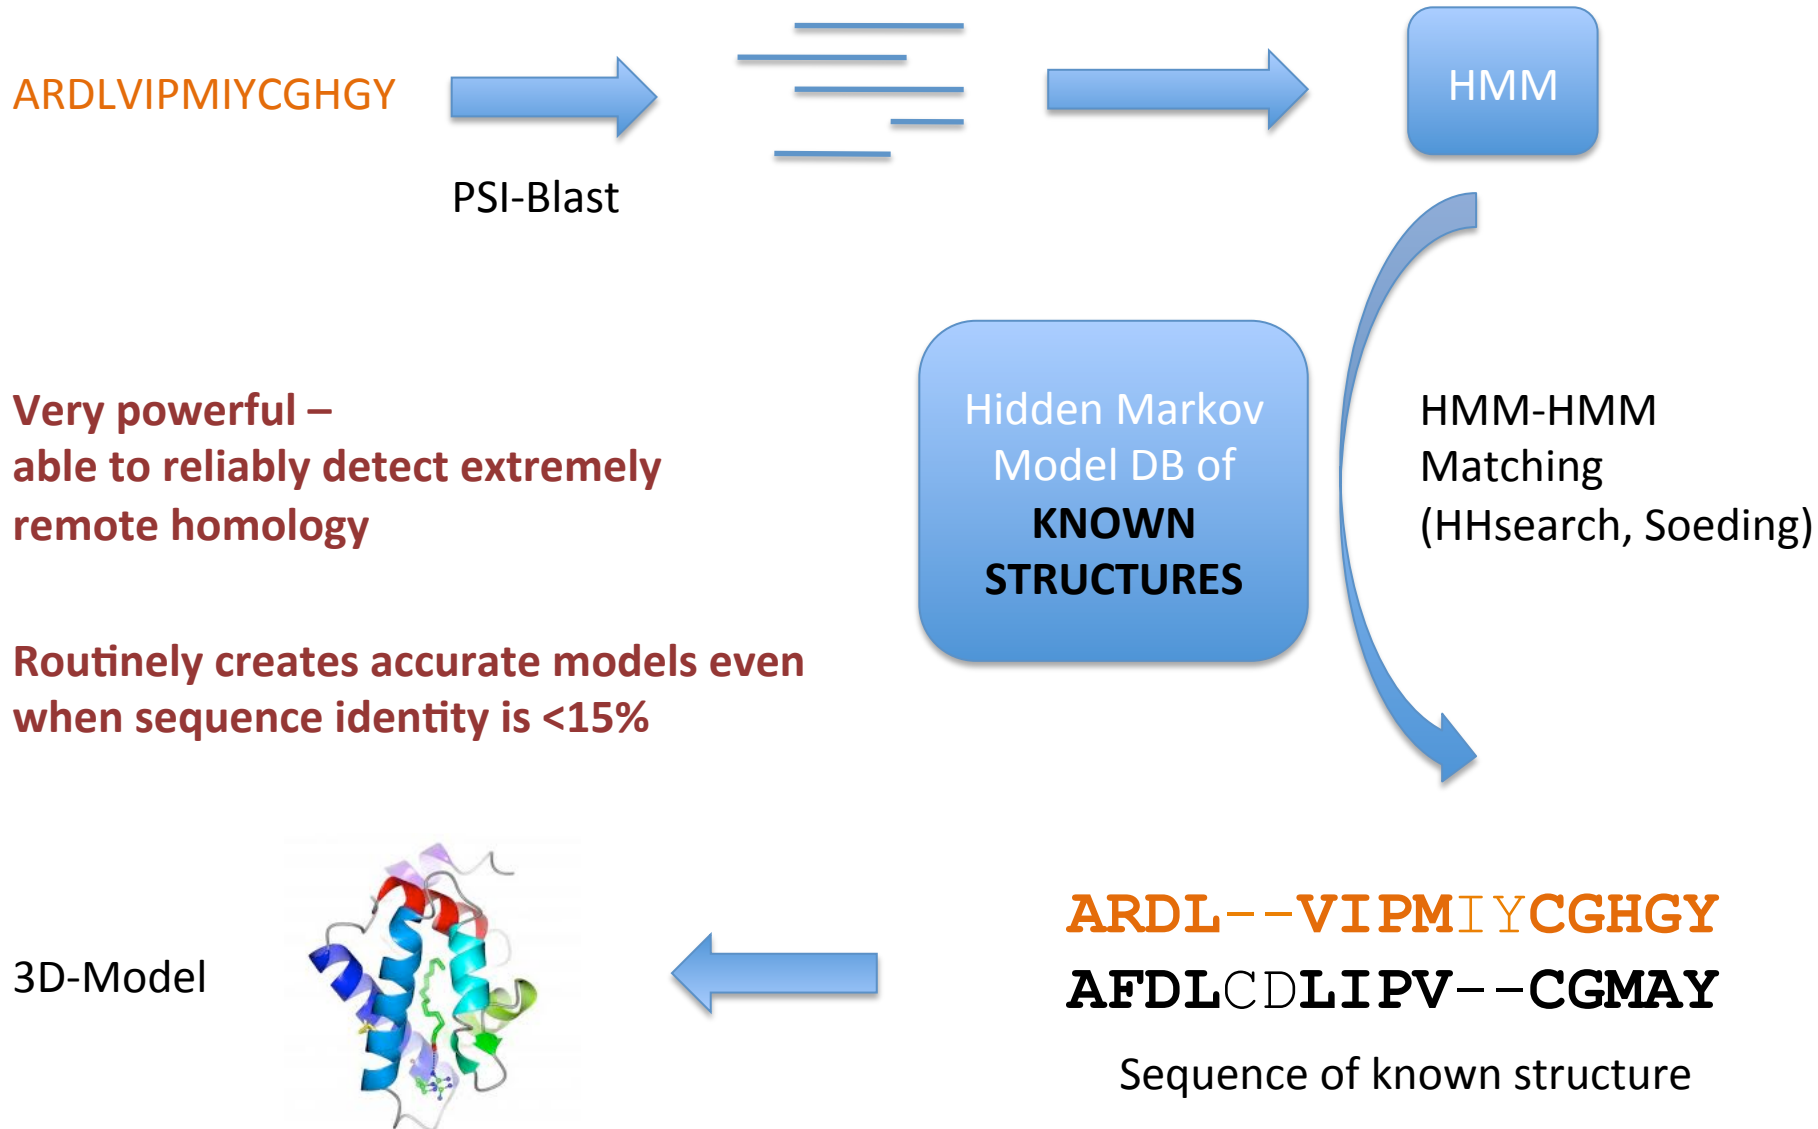 ARDLVIPMIYCGHGY
PSI-Blast
HMM
Very powerful –
able to reliably detect extremely
remote homology
Routinely creates accurate models even
when sequence identity is <15%
Hidden Markov
Model DB of
KNOWN
STRUCTURES
HMM-HMM
Matching
(HHsearch, Soeding)
3D-Model
ARDL--VIPMIYCGHGY
AFDLCDLIPV--CGMAY
Sequence of known structure